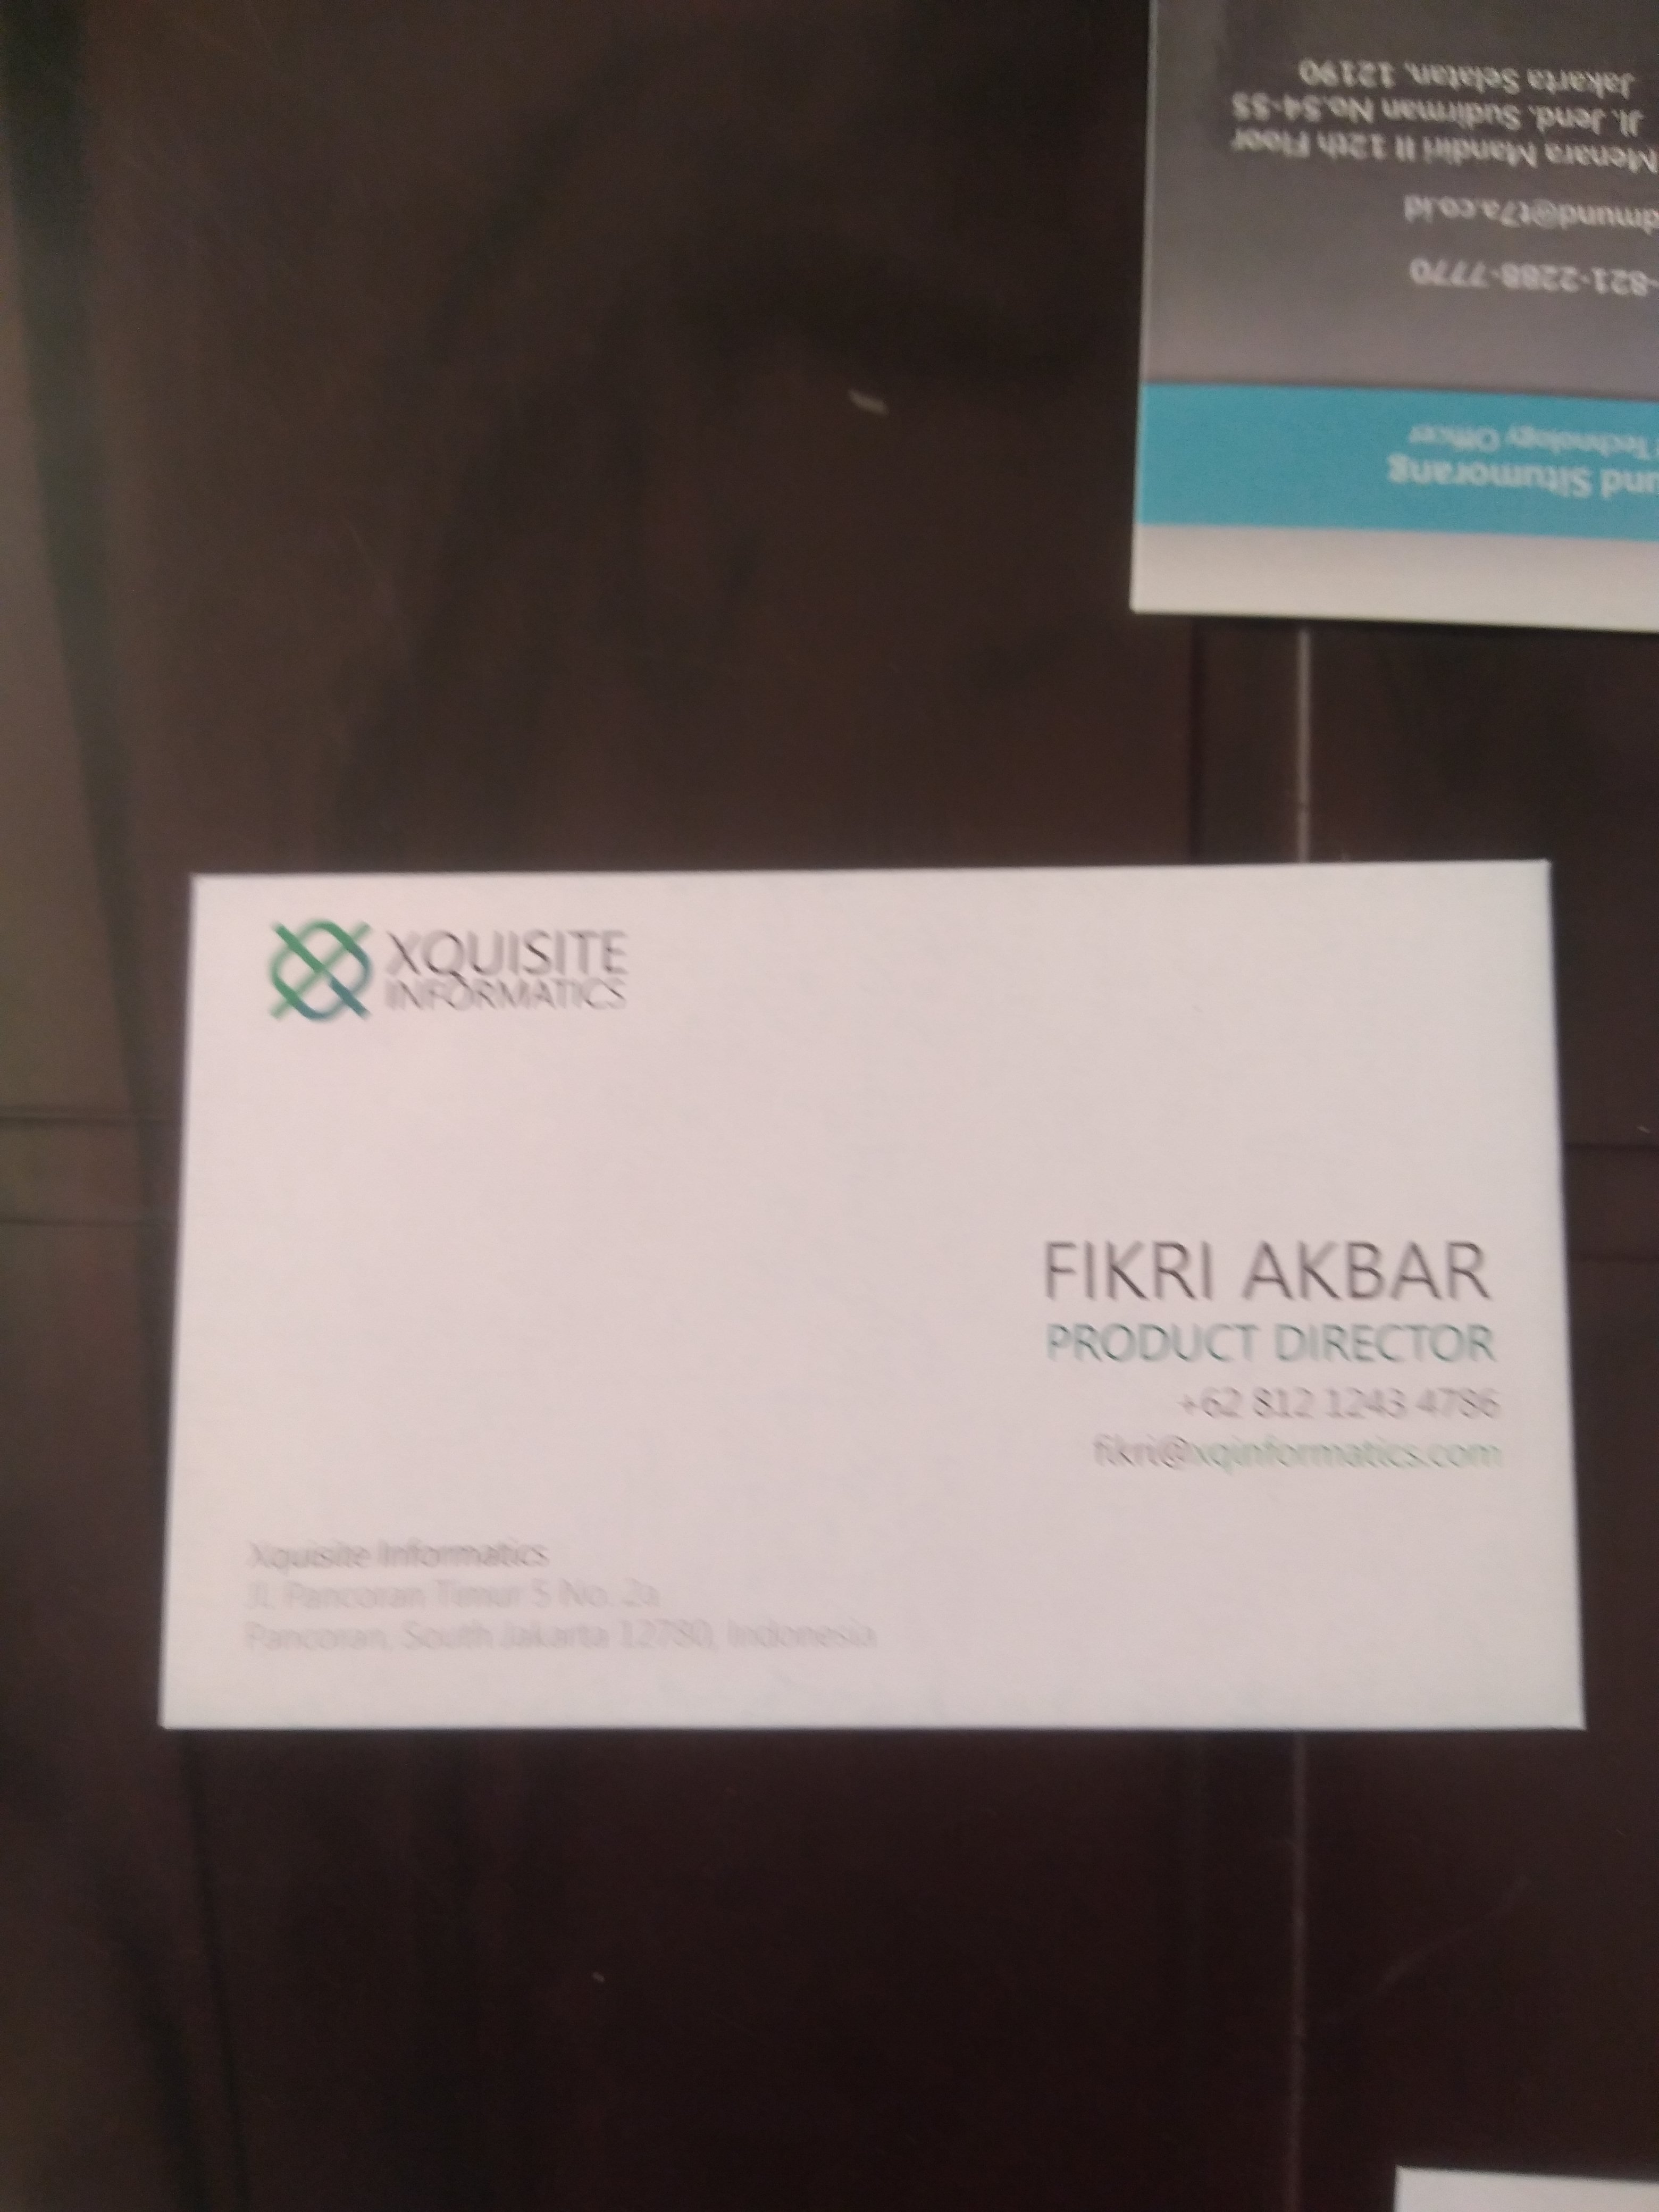 XQUISITE
INFORMATICS
FIKRI AKBAR
PRODUCT DIRECTOR
+62 812 1243 4786
fikri@xqinformatics.com
Xquisite Informatics
Jl. Pancoran Timur 5 No. 2a
Pancoran, South Jakarta 12780, Indonesia
Situmorang
Technology Officer
-821-2288-7770
dmund@t7a.co.id
Menara Mandiri II 12th Floor
Jl. Jend. Sudirman No.54-55
Jakarta Selatan, 12190